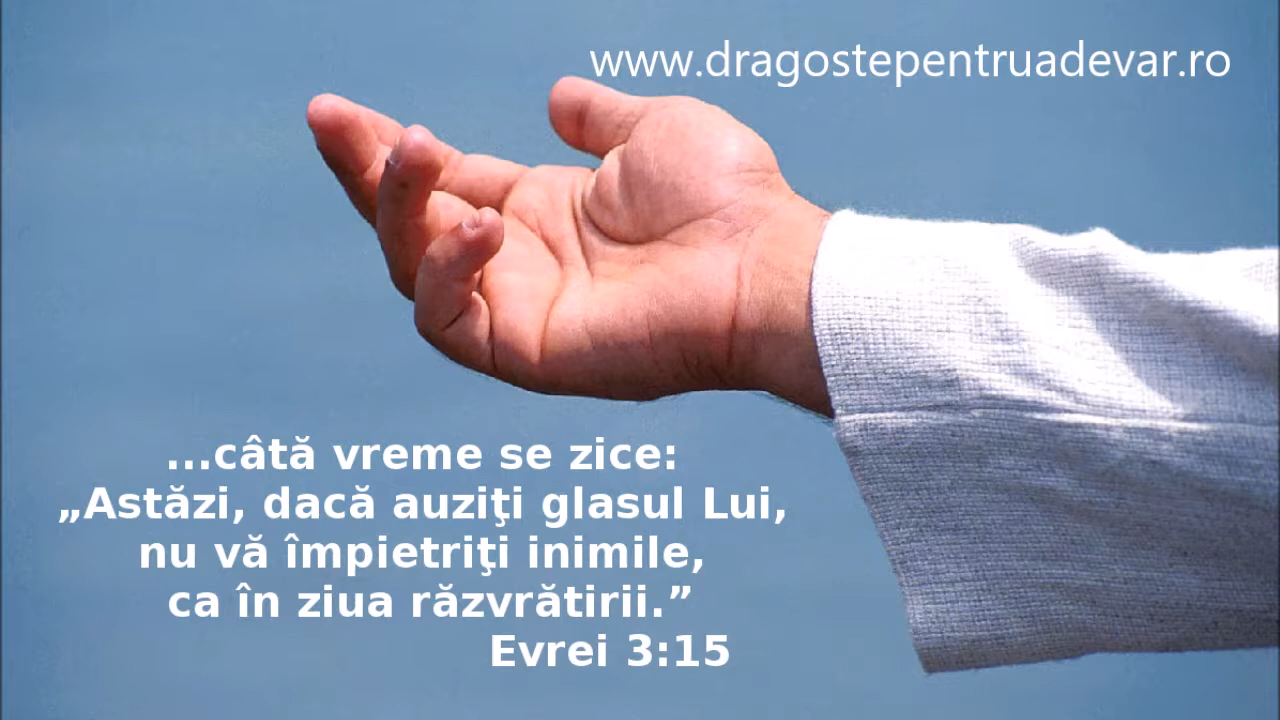 www.dragostepentruadevar.ro
...câtă vreme se zice:
„Astăzi, dacă auziţi glasul Lui,
nu vă împietriţi inimile,
ca în ziua răzvrătirii.”
Evrei 3:15